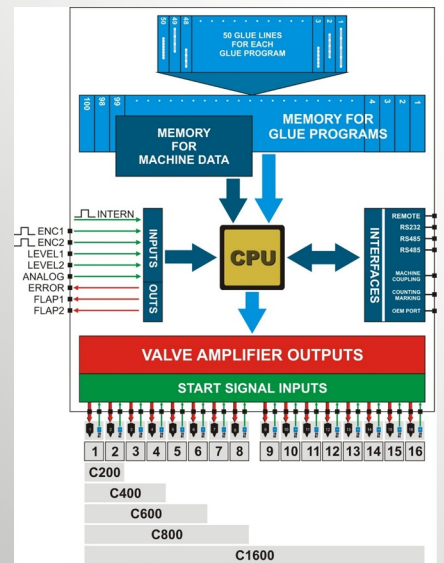 50 49 48 3 2 1
50 GLUE LINES
FOR EACH
GLUE PROGRAM
100 98 99 4 3 2 1
MEMORY FOR
GLUE PROGRAMS
MEMORY
FOR
MACHINE DATA
INTERN
ENC1
ENC2
LEVEL1
LEVEL2
ANALOG
ERROR
FLAP1
FLAP2
INPUTS
OUTS
CPU
INTERFACES
REMOTE
RS232
RS485
RS485
MACHINE
COUPLING
COUNTING
MARKING
OEM PORT
VALVE AMPLIFIER OUTPUTS
START SIGNAL INPUTS
1 2 3 4 5 6 7 8 9 10 11 12 13 14 15 16
C200
C400
C600
C800
C1600